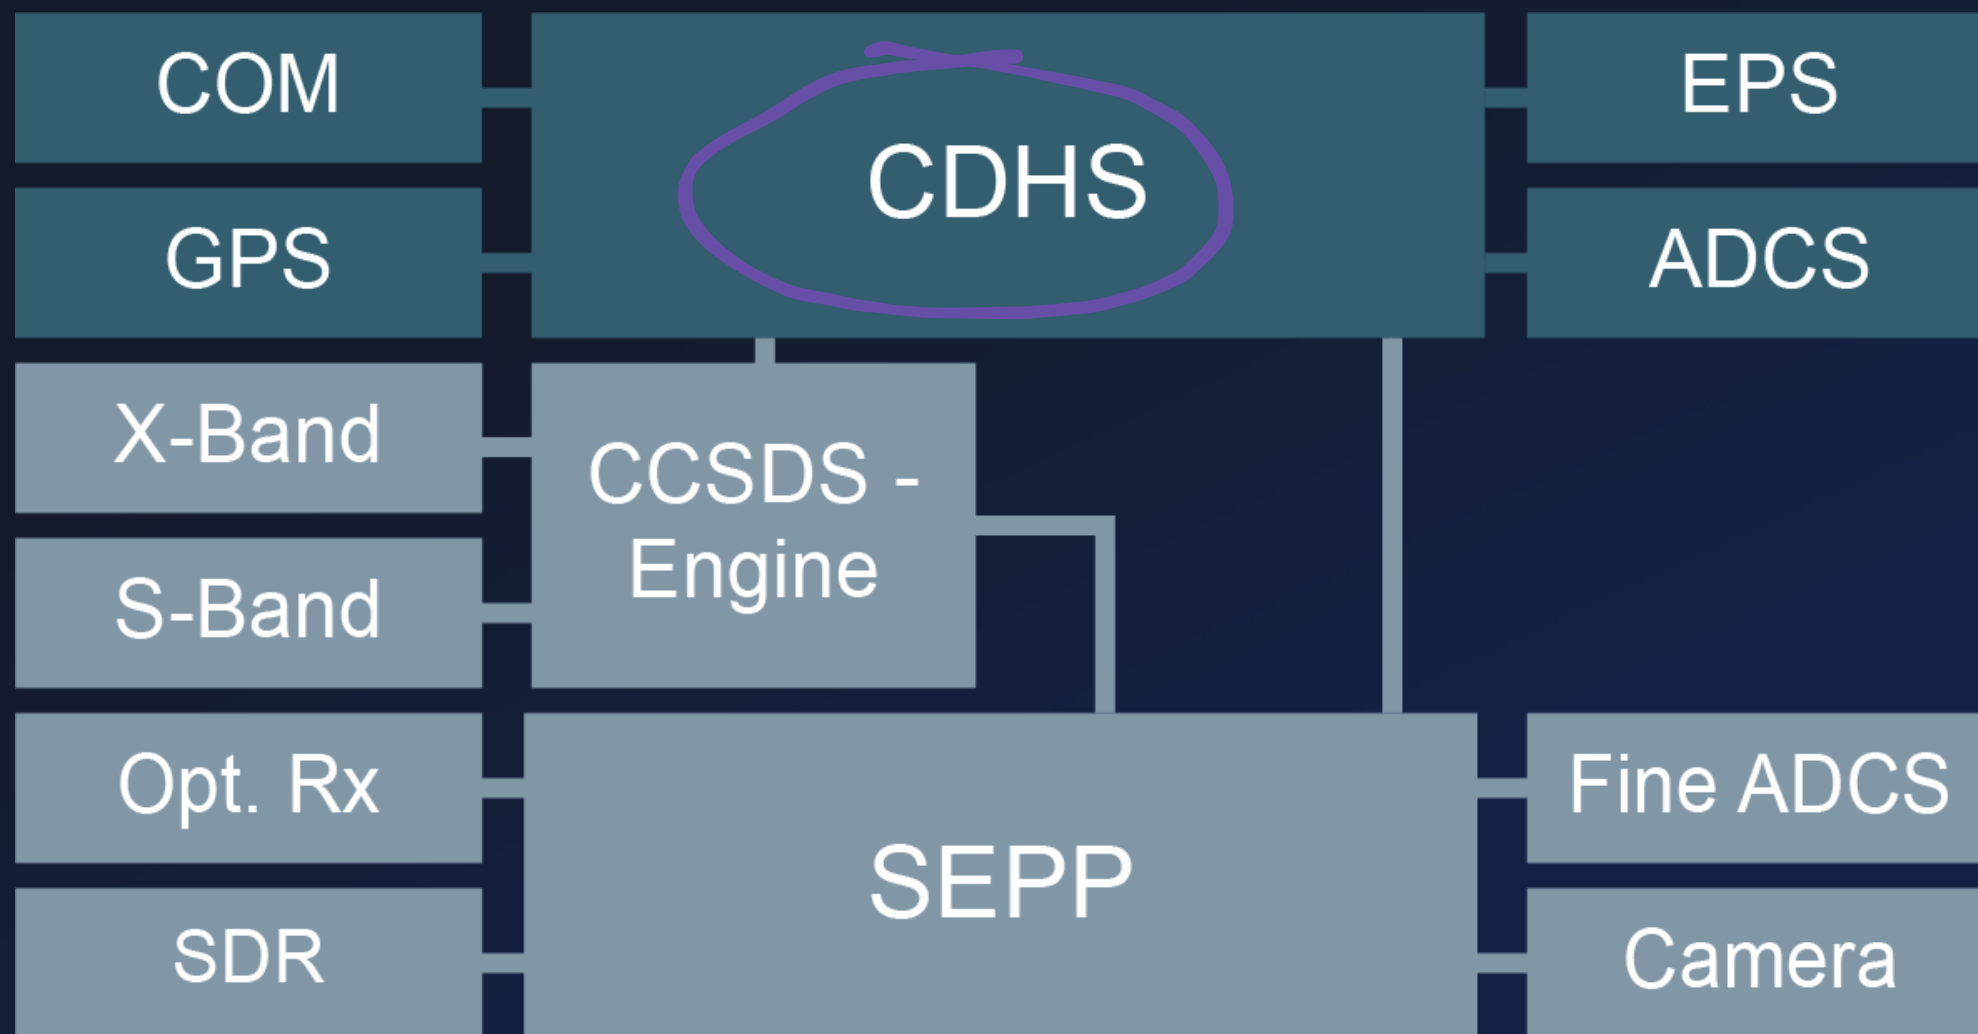 COM
CDHS
EPS
GPS
ADCS
X-Band
CCSDS -
Engine
S-Band
Opt. Rx
SEPP
Fine ADCS
SDR
Camera